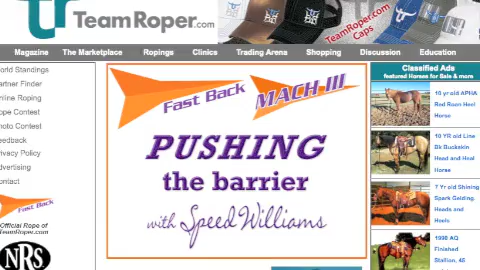 TeamRoper.com
TeamRoper.com
Caps
Magazine The Marketplace Ropings Clinics Trading Arena Shopping Discussion Education
orld Standings
artner Finder
nline Roping
ope Contest
hoto Contest
eedback
rivacy Policy
dvertising
ontact
Fast Back
Official Rope of
TeamRoper.com
NRS
Fast Back
MACH III
PUSHING
the barrier
with Speed Williams
Classified Ads
featured Horses for Sale & more
15 yr old APHA
Red Roan Heel
Horse
10 YR old Line
Bk Buckskin
Head and Heal
Horse
7 Yr old Shining
Spark Gelding.
Heads and
Heels
1998 AQ
Finished
Stallion, 45